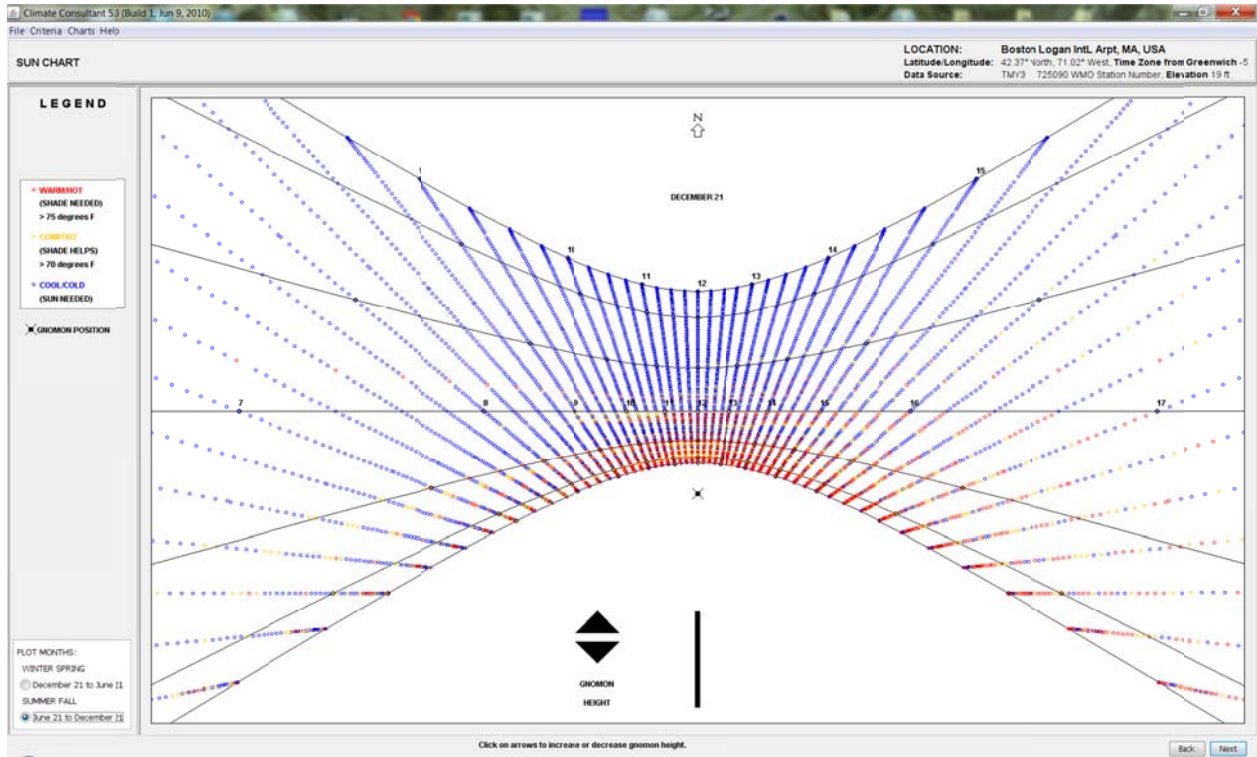 Climate Consultant 5.0 (Build 1, Jun 9, 2010)
File Criteria Charts Help
SUN CHART
LOCATION: Boston Logan IntL Arpt, MA, USA
Latitude/Longitude: 42.37° North, 71.02° West, Time Zone from Greenwich -5
Data Source: TMY3 725090 WMO Station Number, Elevation 19 ft
LEGEND
WARM/HOT
(SHADE NEEDED)
> 75 degrees F
COMFORT
(SHADE HELPS)
> 70 degrees F
COOL/COLD
(SUN NEEDED)
GNOMON POSITION
N
DECEMBER 21
15
10 14
11 13
12
7 8 9 10 11 12 13 14 15 16 17
GNOMON
HEIGHT
PLOT MONTHS:
WINTER SPRING
December 21 to June 21
SUMMER FALL
June 21 to December 21
Click on arrows to increase or decrease gnomon height.
Back Next